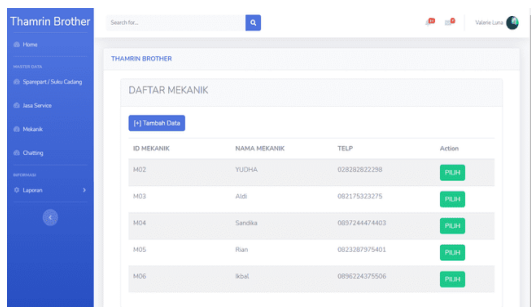 Thamrin Brother
Search for...
Valerie Luna
Home
MASTER DATA
Sparepart / Suku Cadang
Jasa Service
Mekanik
Chatting
Laporan
THAMRIN BROTHER
DAFTAR MEKANIK
[+] Tambah Data
ID MEKANIK NAMA MEKANIK TELP Action
M02 YUDHA 028282822298 PILIH
M03 Aldi 082175323275 PILIH
M04 Sandika 0897244474403 PILIH
M05 Rian 0823287975401 PILIH
M06 Ikbal 0896224375506 PILIH